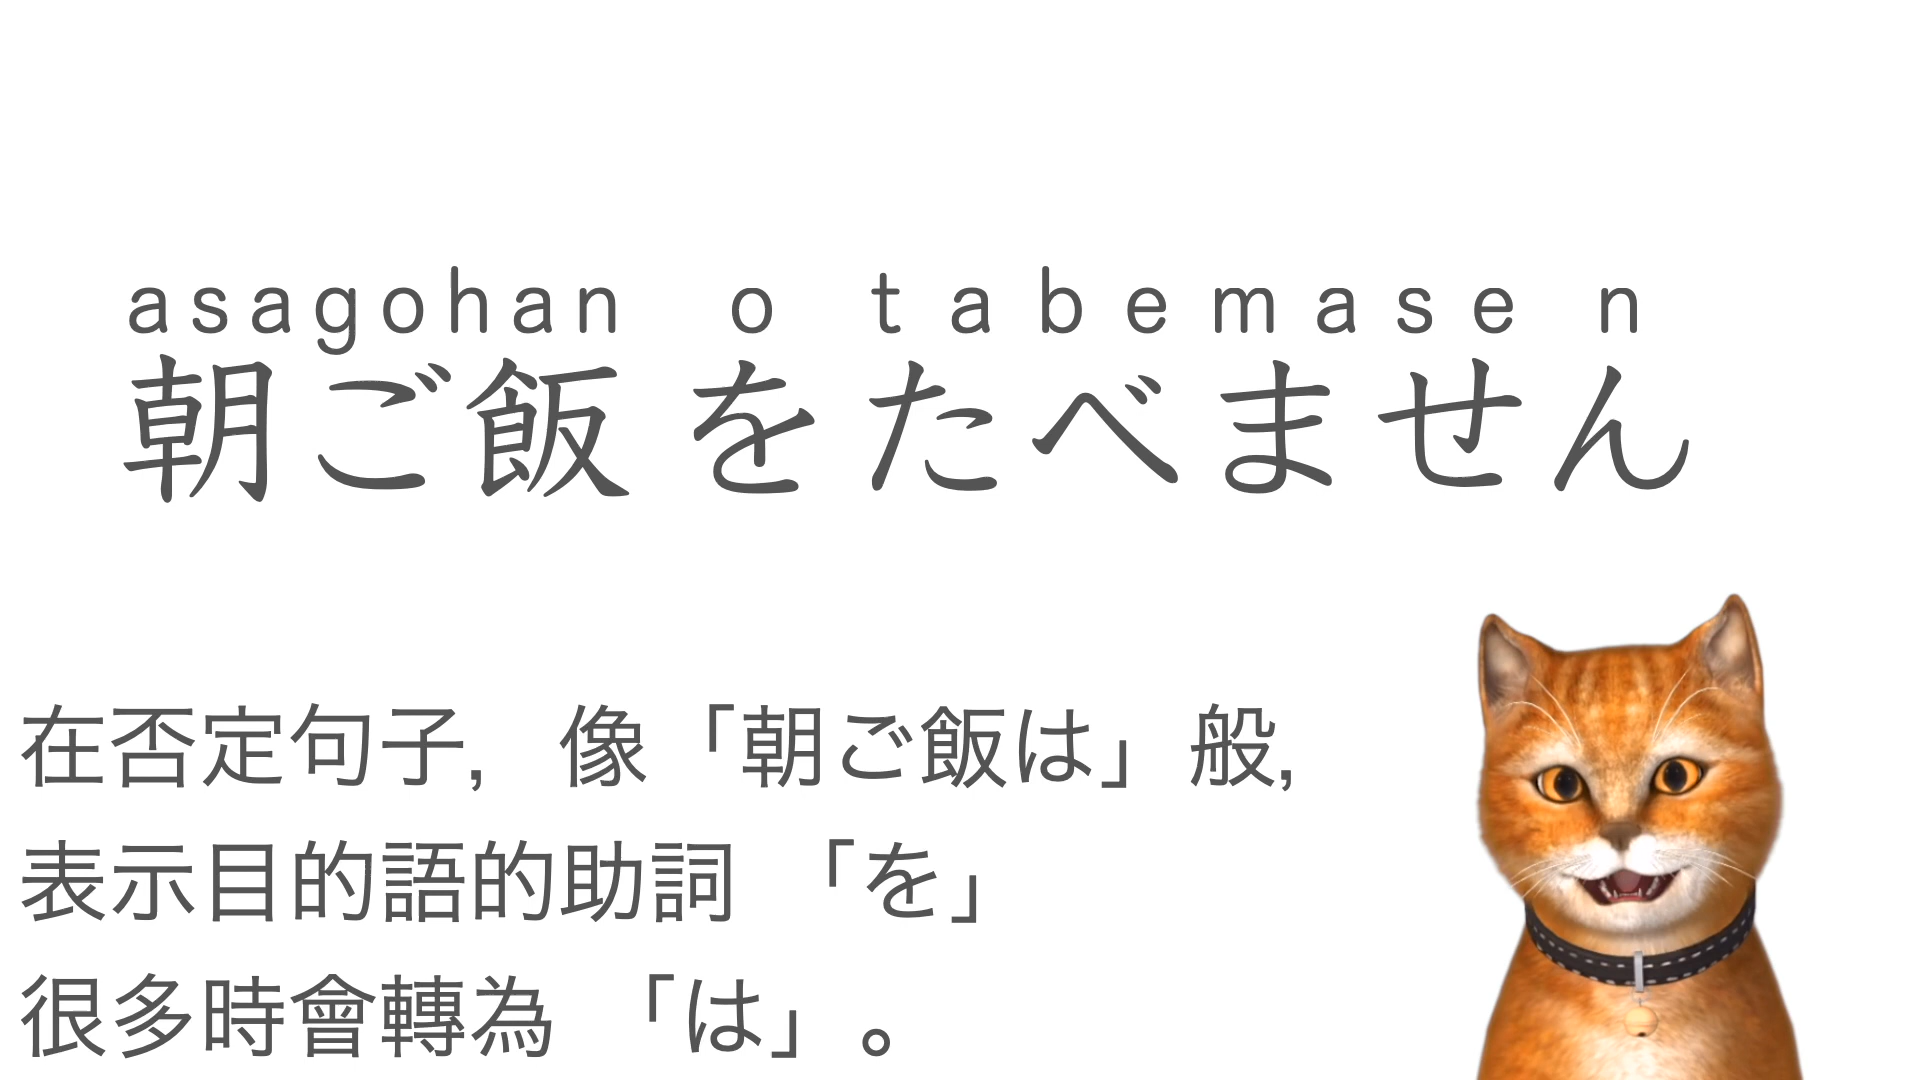 asagohan o tabemasen
朝ご飯をたべません
在否定句子, 像「朝ご飯は」般,
表示目的語的助詞 「を」
很多時會轉為 「は」。